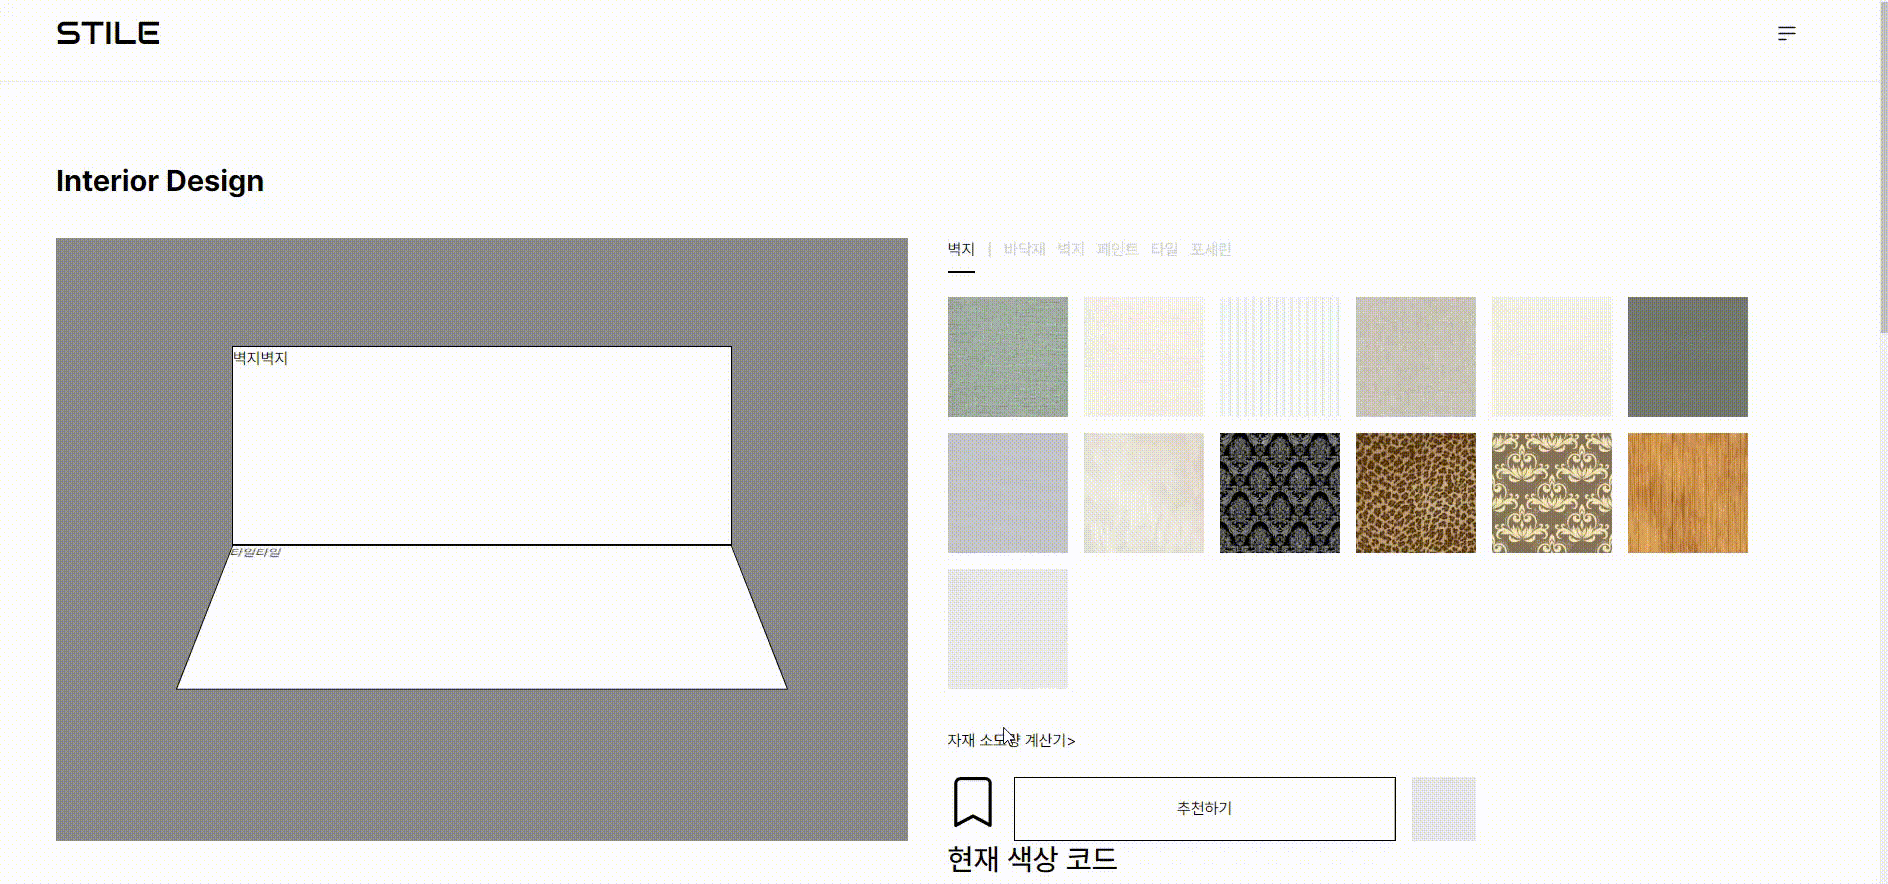 STILE
Interior Design
벽지 | 바닥재 벽지 페인트 타일 포세린
벽지벽지
타일타일
자재 소모량 계산기>
추천하기
현재 색상 코드